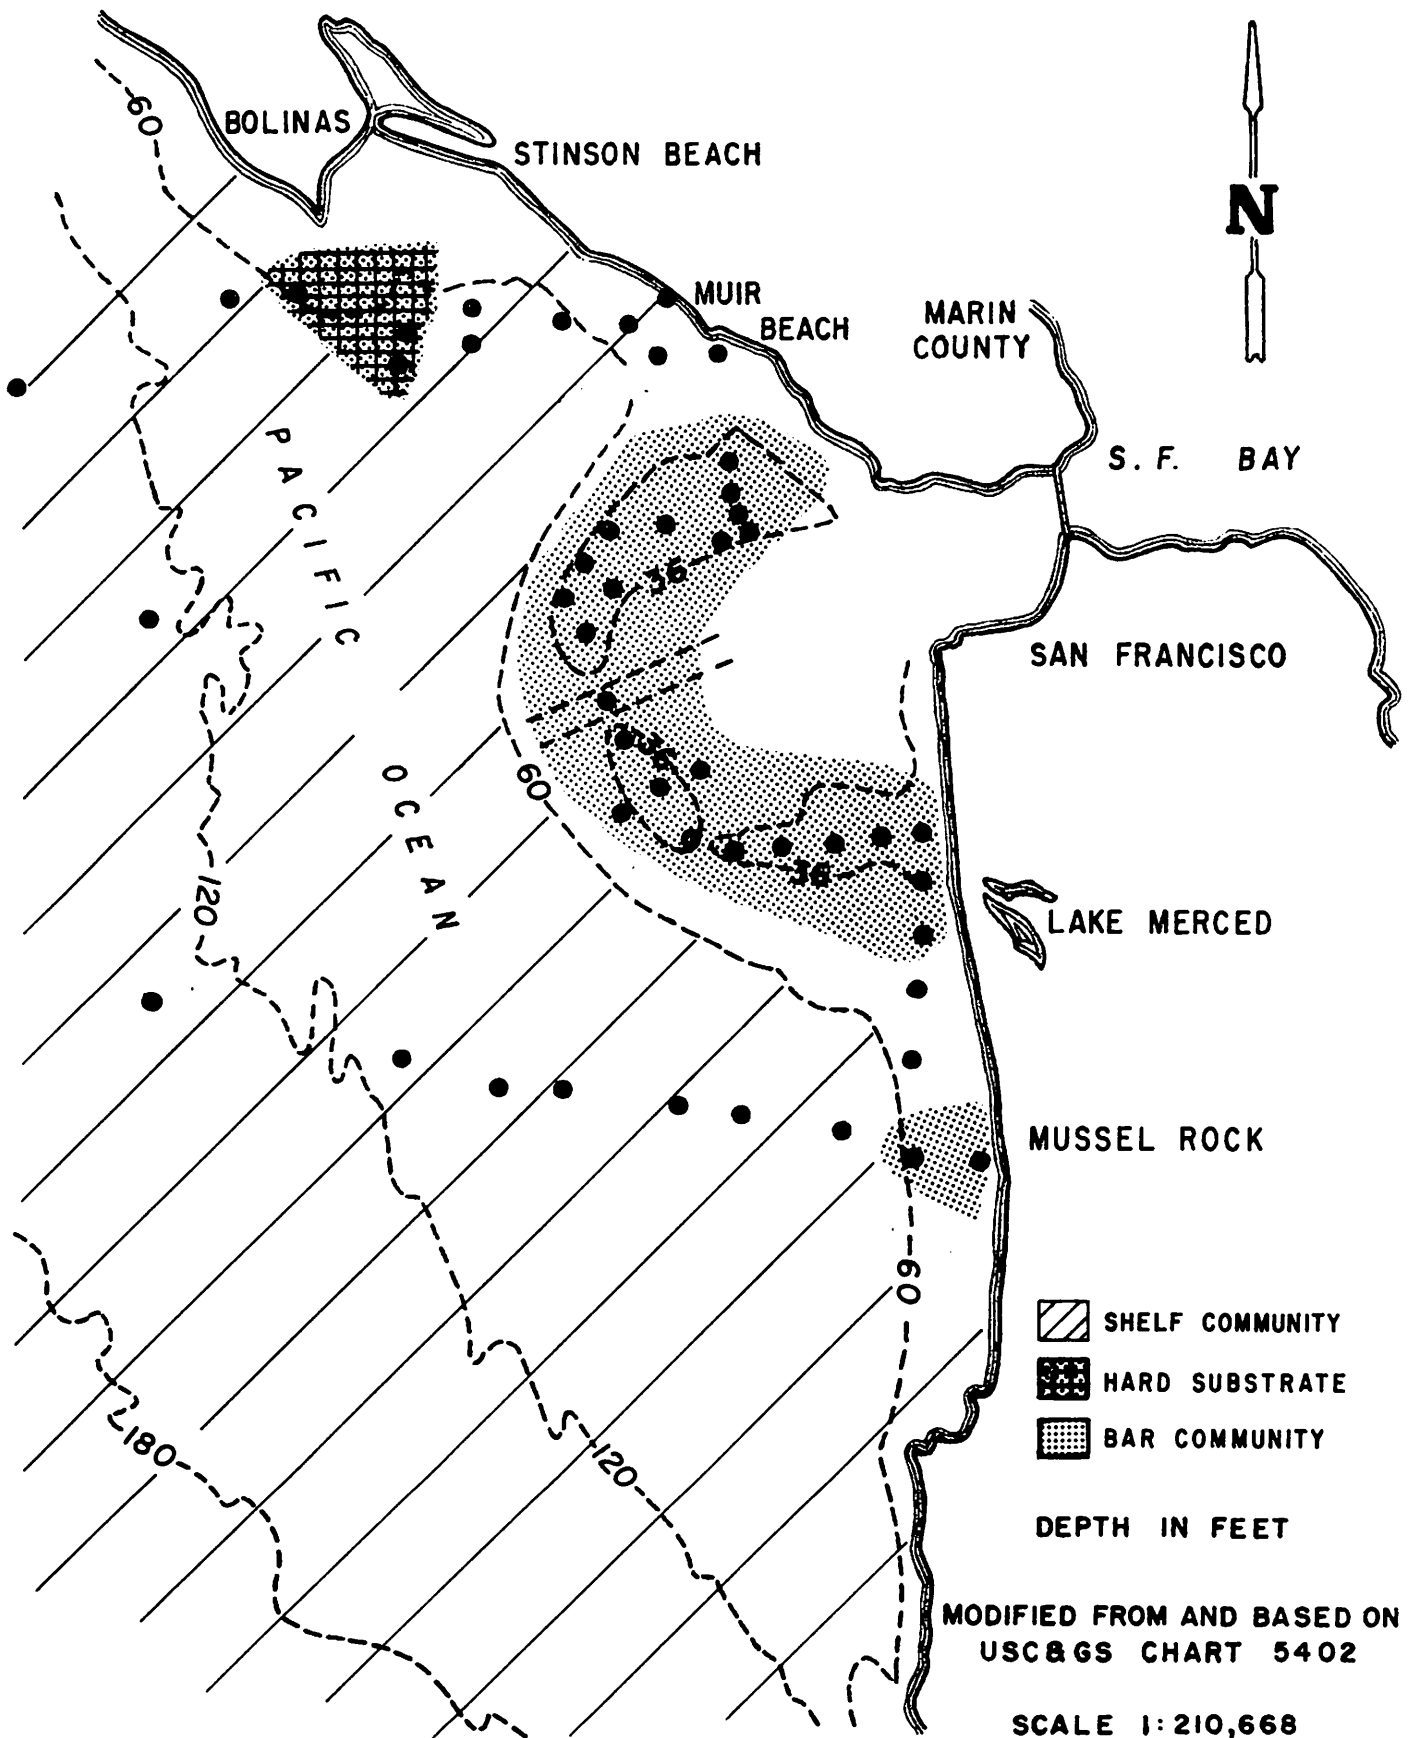 60
BOLINAS
STINSON BEACH
N
MUIR
BEACH
MARIN
COUNTY
S. F. BAY
PACIFIC
36
SAN FRANCISCO
36
60
OCEAN
36
120
LAKE MERCED
MUSSEL ROCK
60
SHELF COMMUNITY
HARD SUBSTRATE
BAR COMMUNITY
180
120
DEPTH IN FEET
MODIFIED FROM AND BASED ON
USC&GS CHART 5402
SCALE 1:210,668